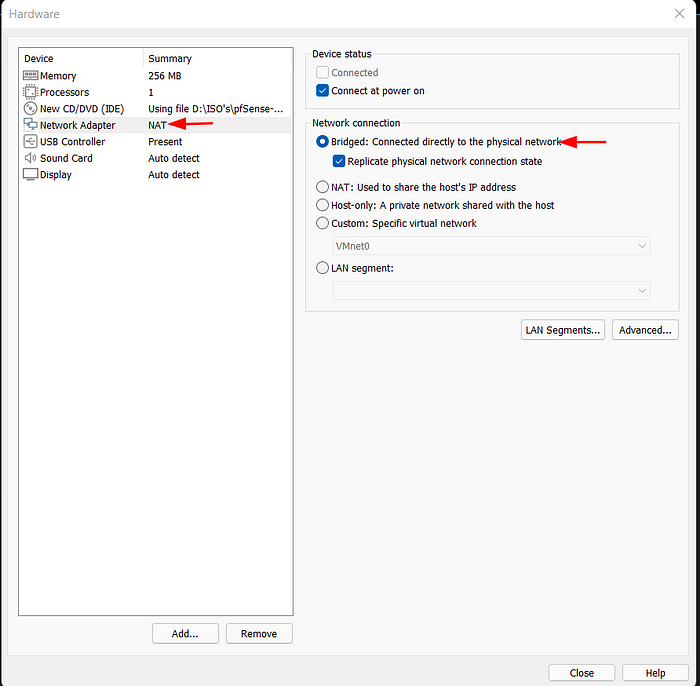 Hardware
Device Summary
Memory 256 MB
Processors 1
New CD/DVD (IDE) Using file D:\ISO's\pfSense-...
Network Adapter NAT
USB Controller Present
Sound Card Auto detect
Display Auto detect
Add... Remove
Device status
Connected
Connect at power on
Network connection
Bridged: Connected directly to the physical network
Replicate physical network connection state
NAT: Used to share the host's IP address
Host-only: A private network shared with the host
Custom: Specific virtual network
VMnet0
LAN segment:
LAN Segments... Advanced...
Close Help